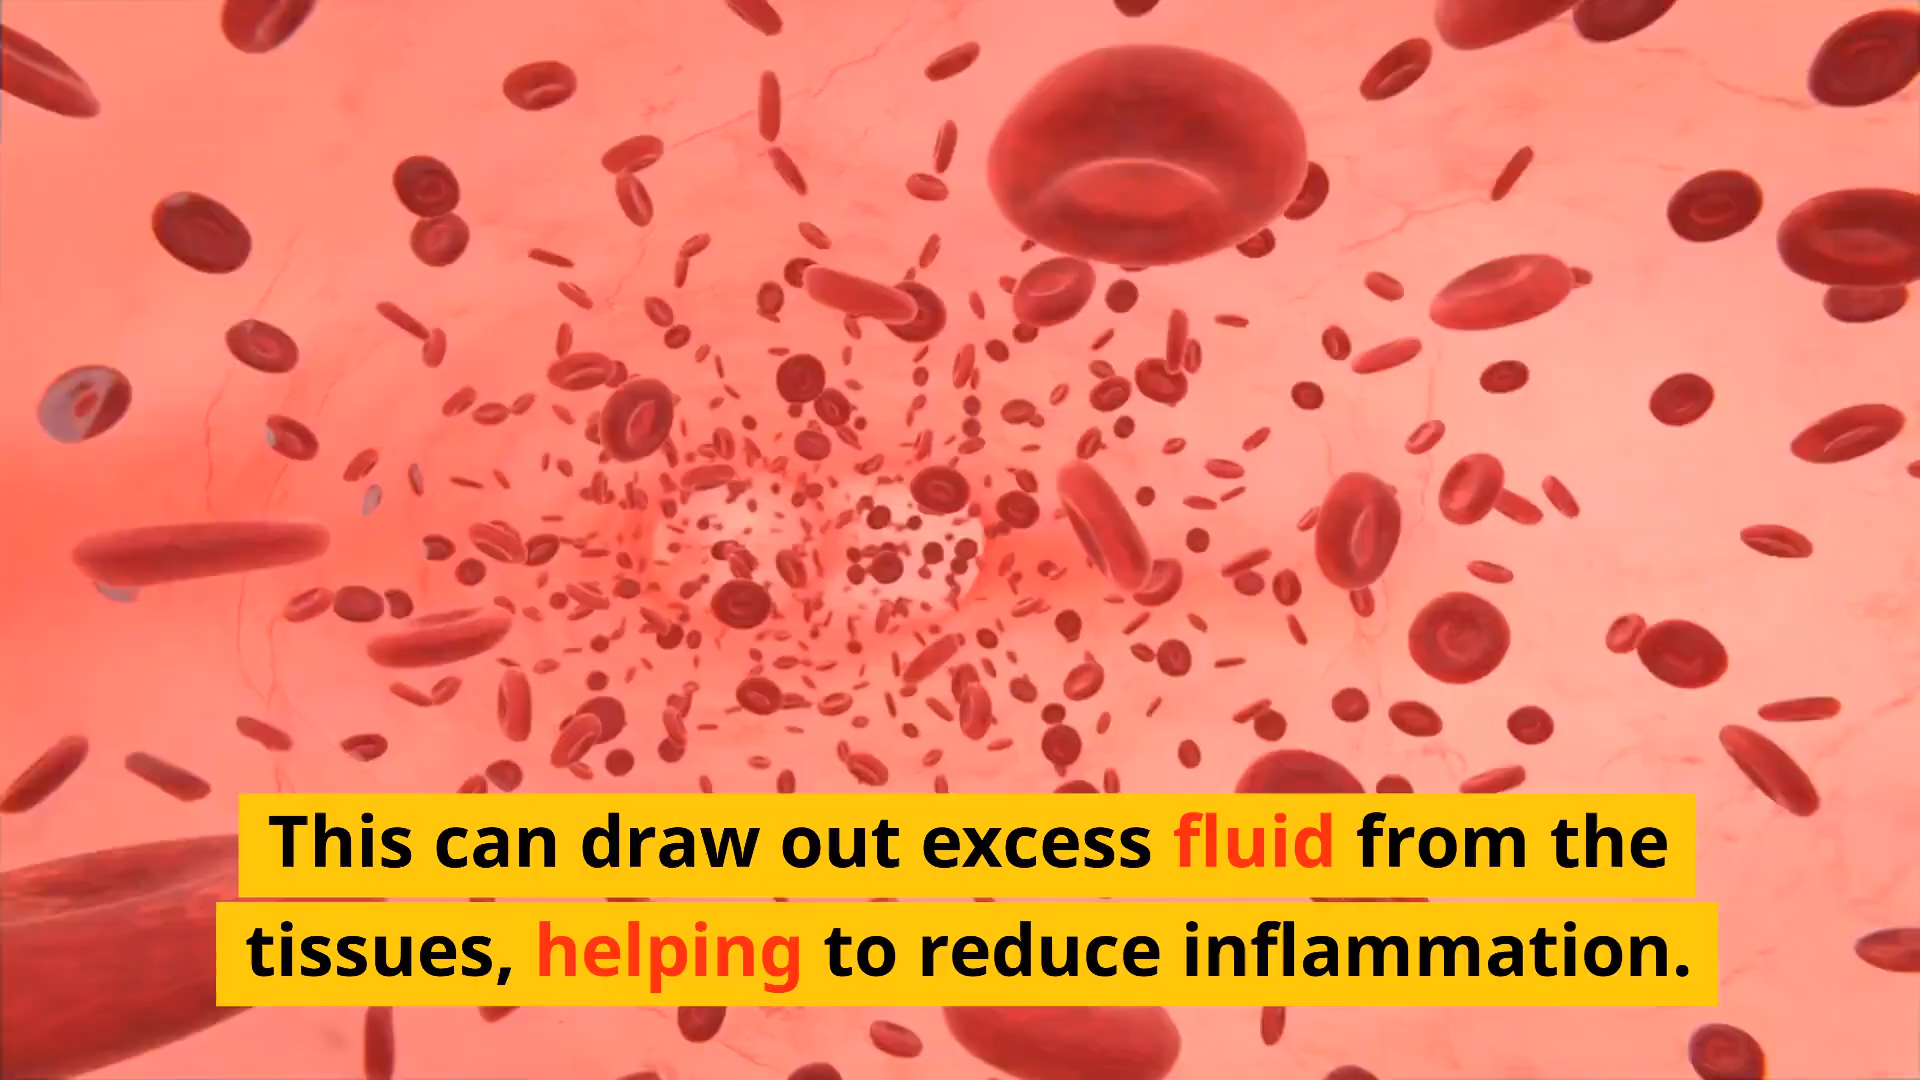 This can draw out excess fluid from the
tissues, helping to reduce inflammation.